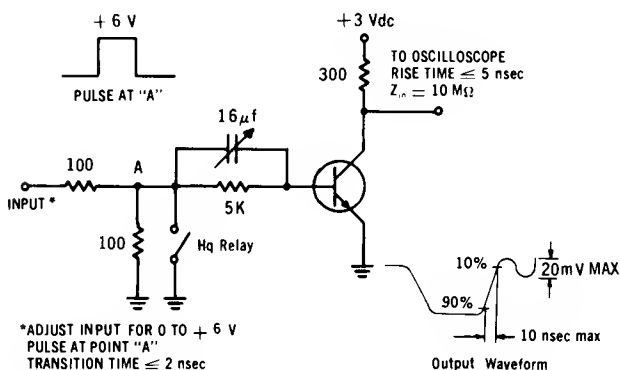 + 6 V
PULSE AT "A"
+3 Vdc
300
TO OSCILLOSCOPE
RISE TIME ≤ 5 nsec
Zin = 10 MΩ
16μf
100
A
INPUT *
5K
100
Hq Relay
10%
20mV MAX
90%
10 nsec max
*ADJUST INPUT FOR 0 TO + 6 V
PULSE AT POINT "A"
TRANSITION TIME ≤ 2 nsec
Output Waveform